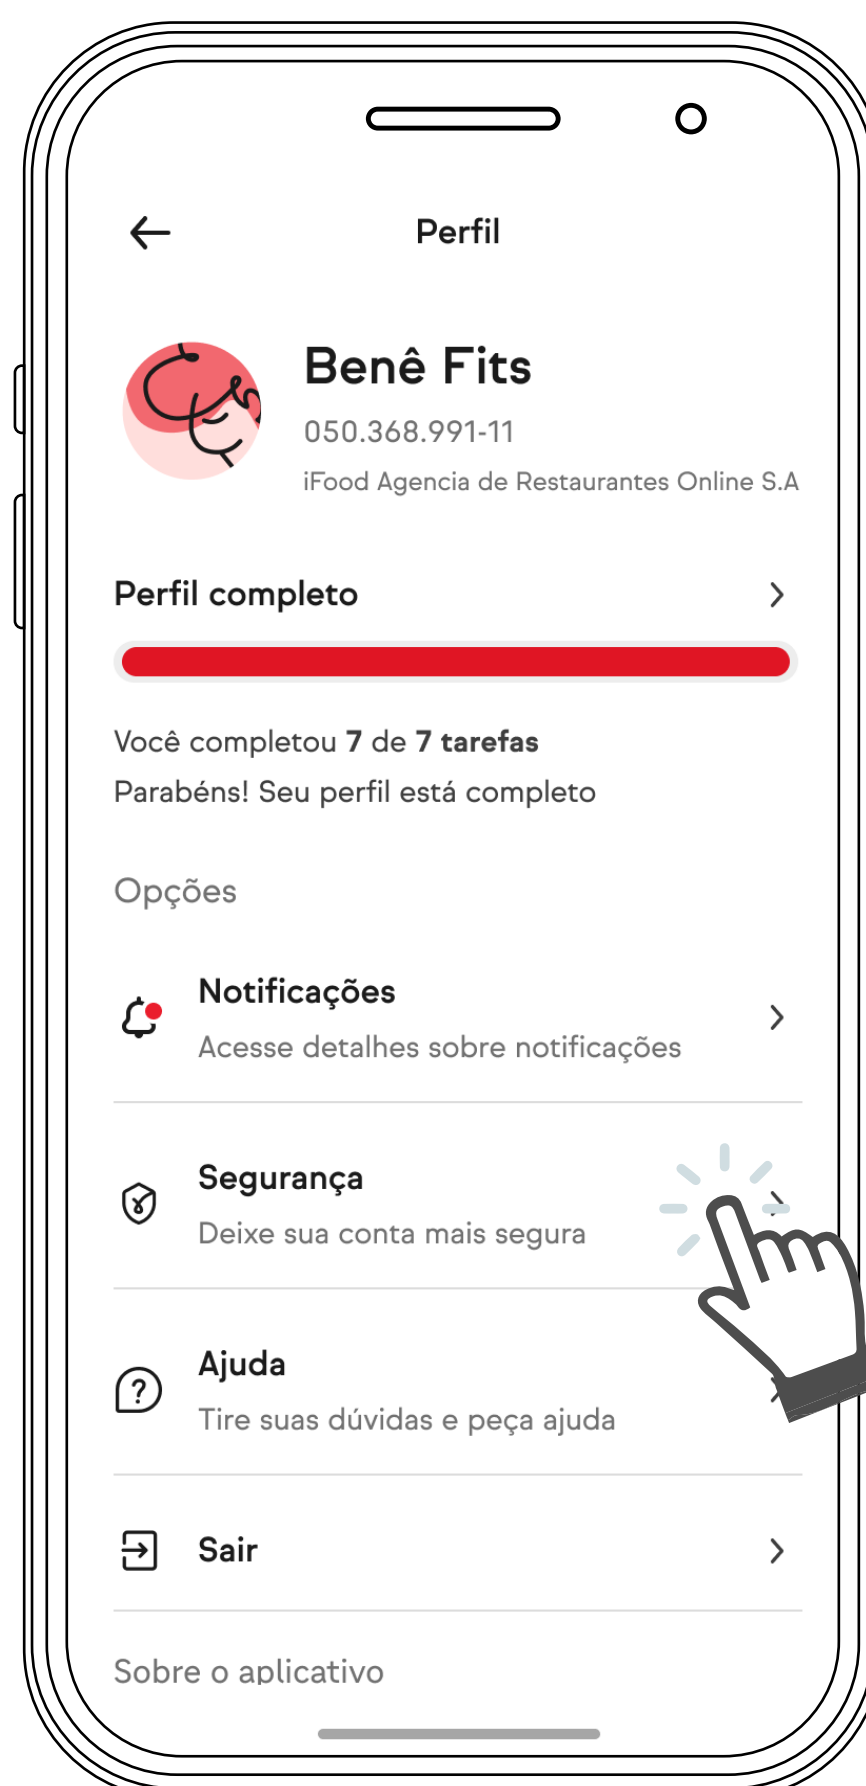 Perfil
Benê Fits
050.368.991-11
iFood Agencia de Restaurantes Online S.A
Perfil completo
Você completou 7 de 7 tarefas
Parabéns! Seu perfil está completo
Opções
Notificações
Acesse detalhes sobre notificações
Segurança
Deixe sua conta mais segura
Ajuda
Tire suas dúvidas e peça ajuda
Sair
Sobre o aplicativo